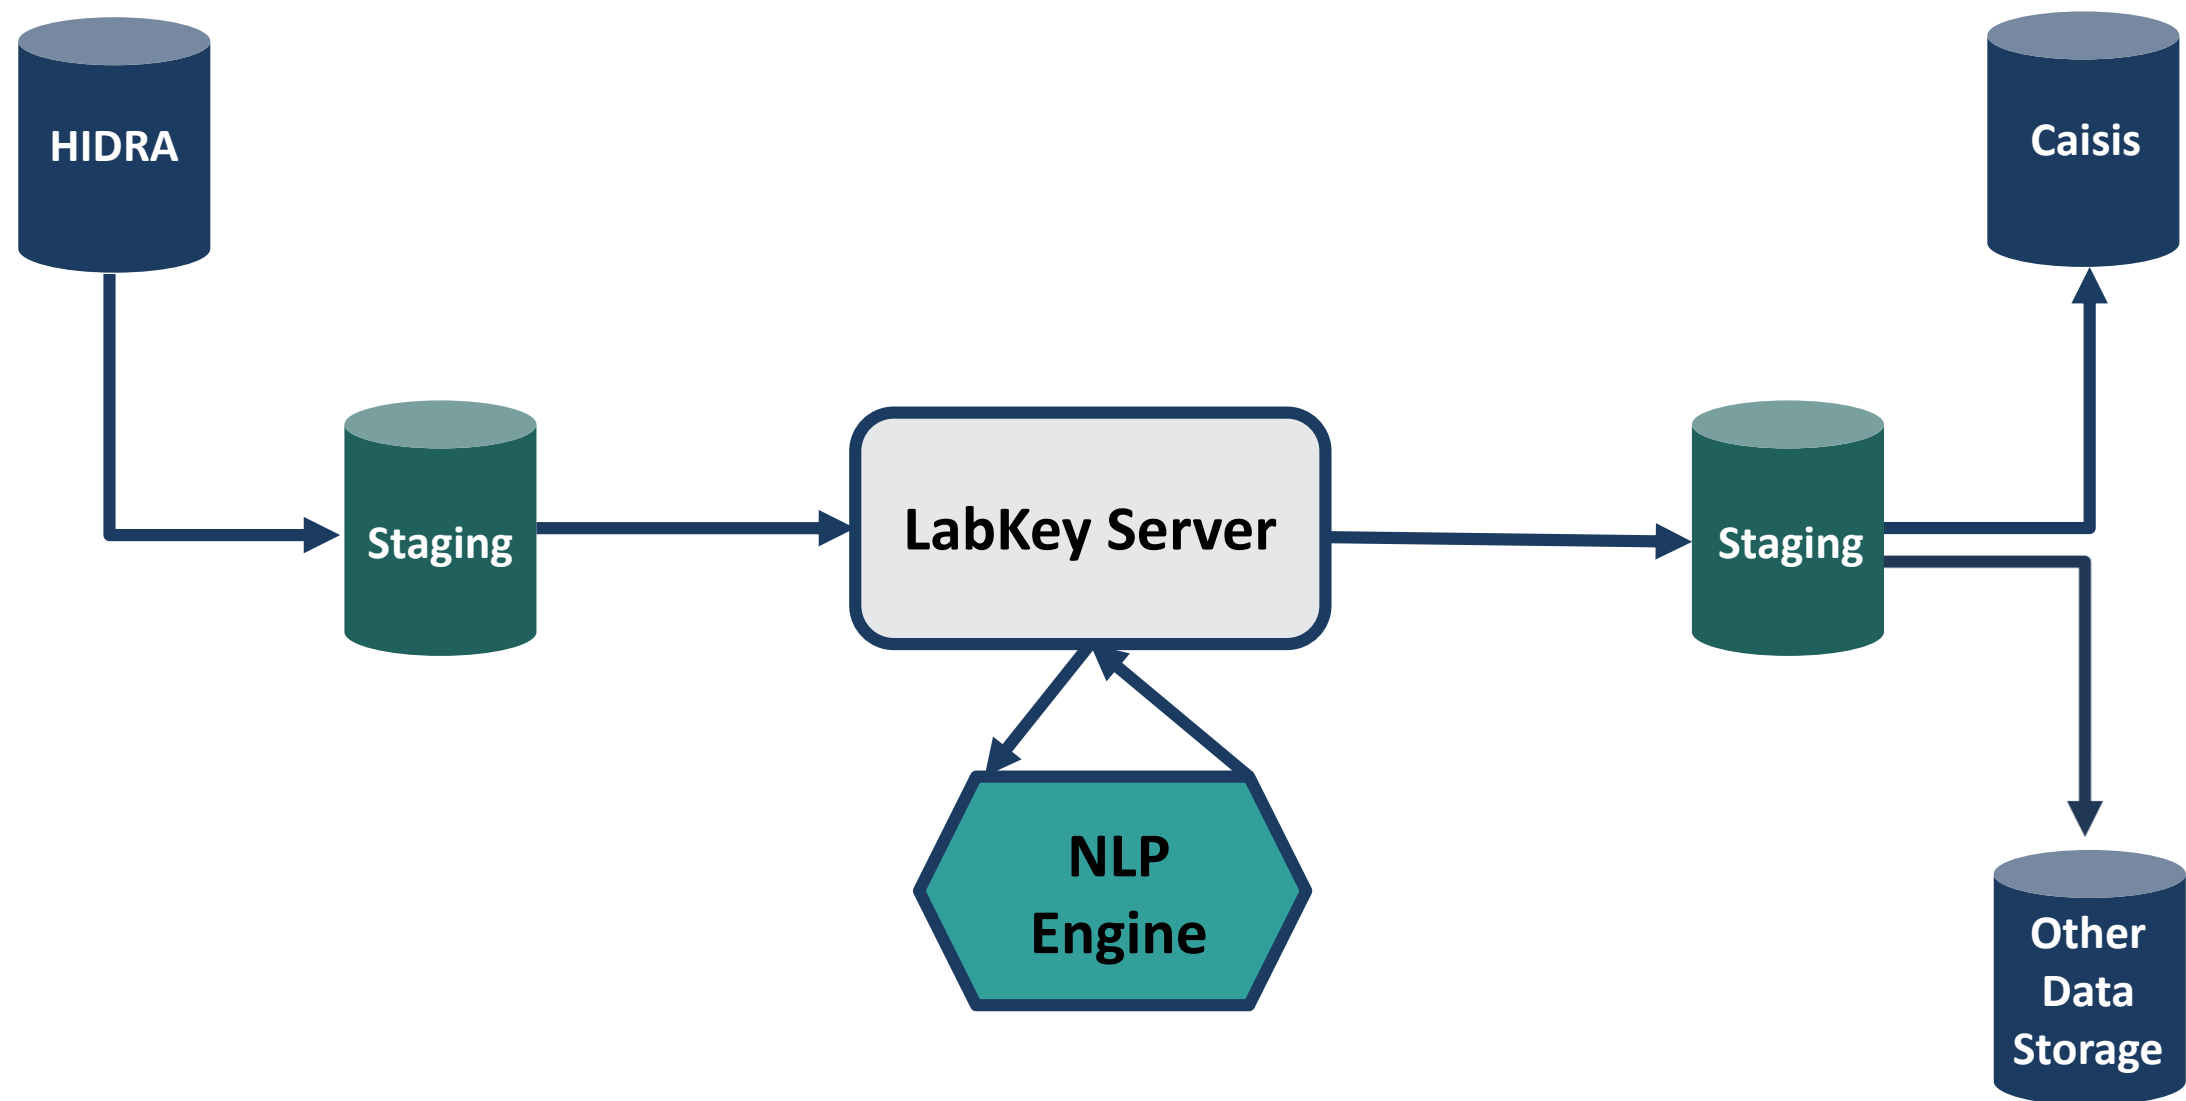 HIDRA
Caisis
Staging
LabKey Server
Staging
NLP
Engine
Other
Data
Storage